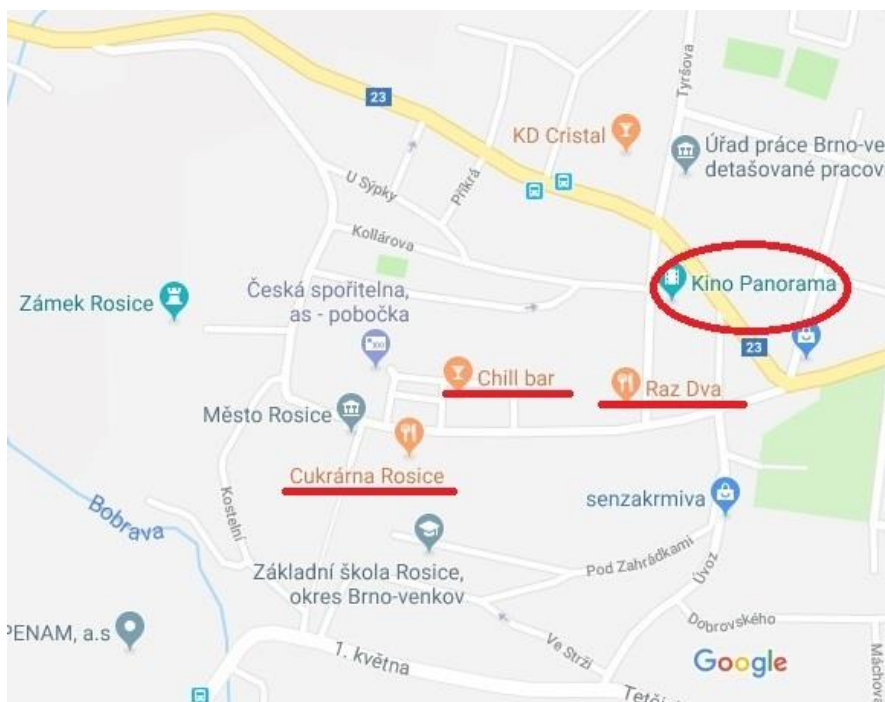 Tyršova
23
KD Cristal
Úřad práce Brno-ve
detašované pracov
U Sýpky
Příkrá
Kollárova
Kino Panorama
Zámek Rosice
Česká spořitelna,
as - pobočka
23
Chill bar
Raz Dva
Město Rosice
Cukrárna Rosice
Kostelní
senzakrmiva
Bobrava
Základní škola Rosice,
okres Brno-venkov
Pod Zahrádkami
Úvoz
PENAM, a.s
Dobrovského
Ve Strži
1. května
Google
Máchova
Tetči